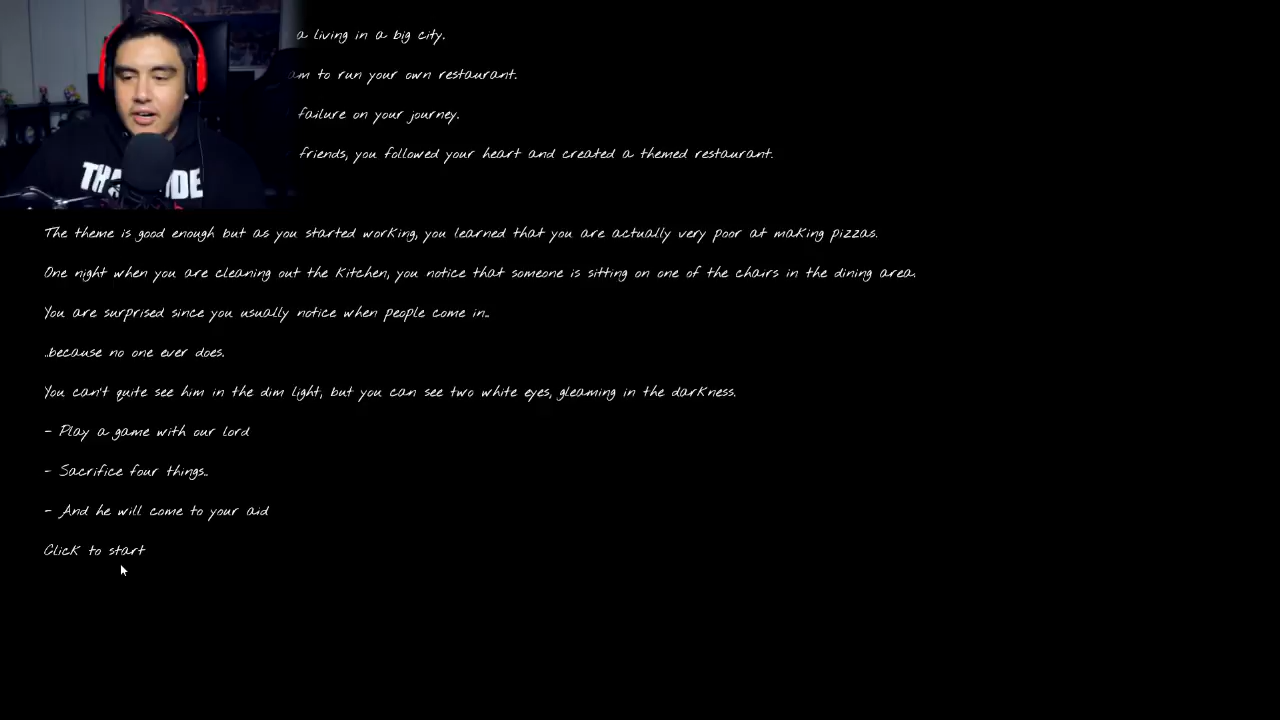 a living in a big city.
am to run your own restaurant.
failure on your journey.
friends, you followed your heart and created a themed restaurant.
The theme is good enough but as you started working, you learned that you are actually very poor at making pizzas.
One night when you are cleaning out the kitchen, you notice that someone is sitting on one of the chairs in the dining area.
You are surprised since you usually notice when people come in..
..because no one ever does.
You can't quite see him in the dim light, but you can see two white eyes, gleaming in the darkness.
- Play a game with our lord
- Sacrifice four things..
- And he will come to your aid
Click to start